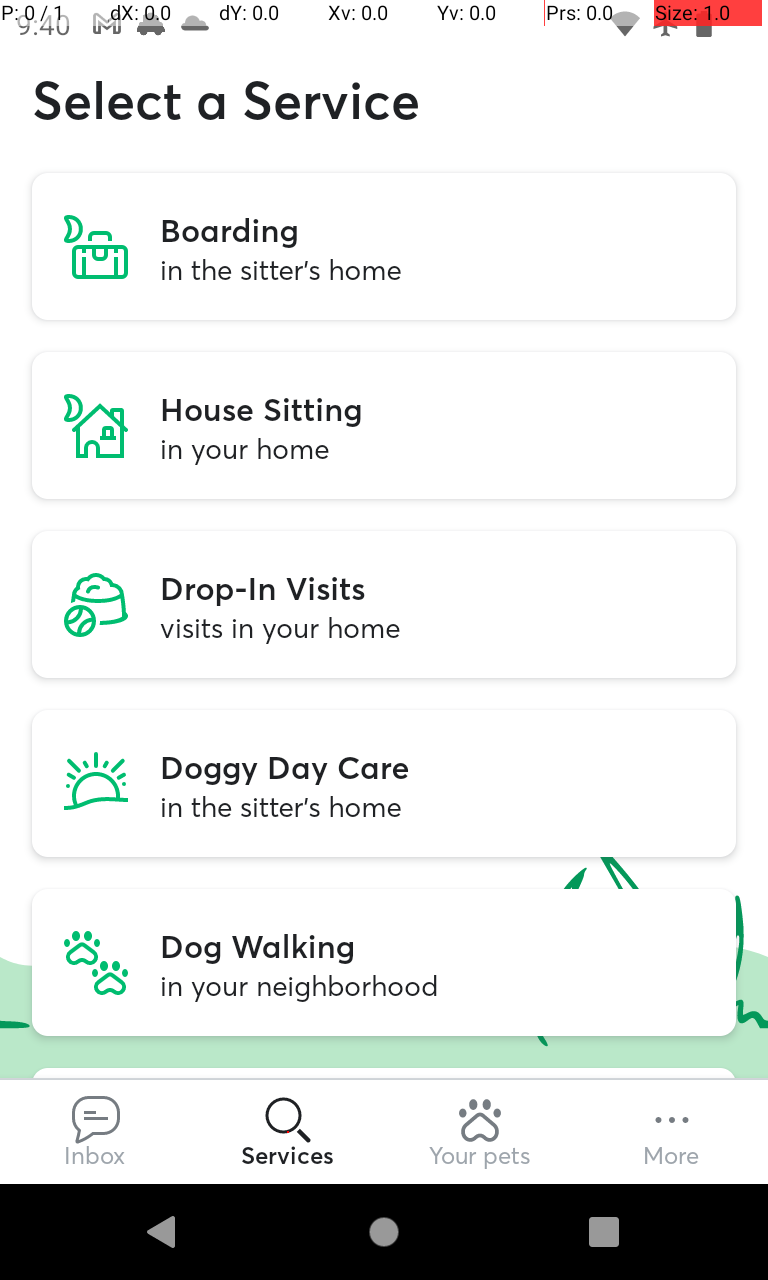 P: 0 / 1 dX: 0.0 dY: 0.0 Xv: 0.0 Yv: 0.0 Prs: 0.0 Size: 1.0
9:40
Select a Service
Boarding
in the sitter's home
House Sitting
in your home
Drop-In Visits
visits in your home
Doggy Day Care
in the sitter's home
Dog Walking
in your neighborhood
Inbox Services Your pets More